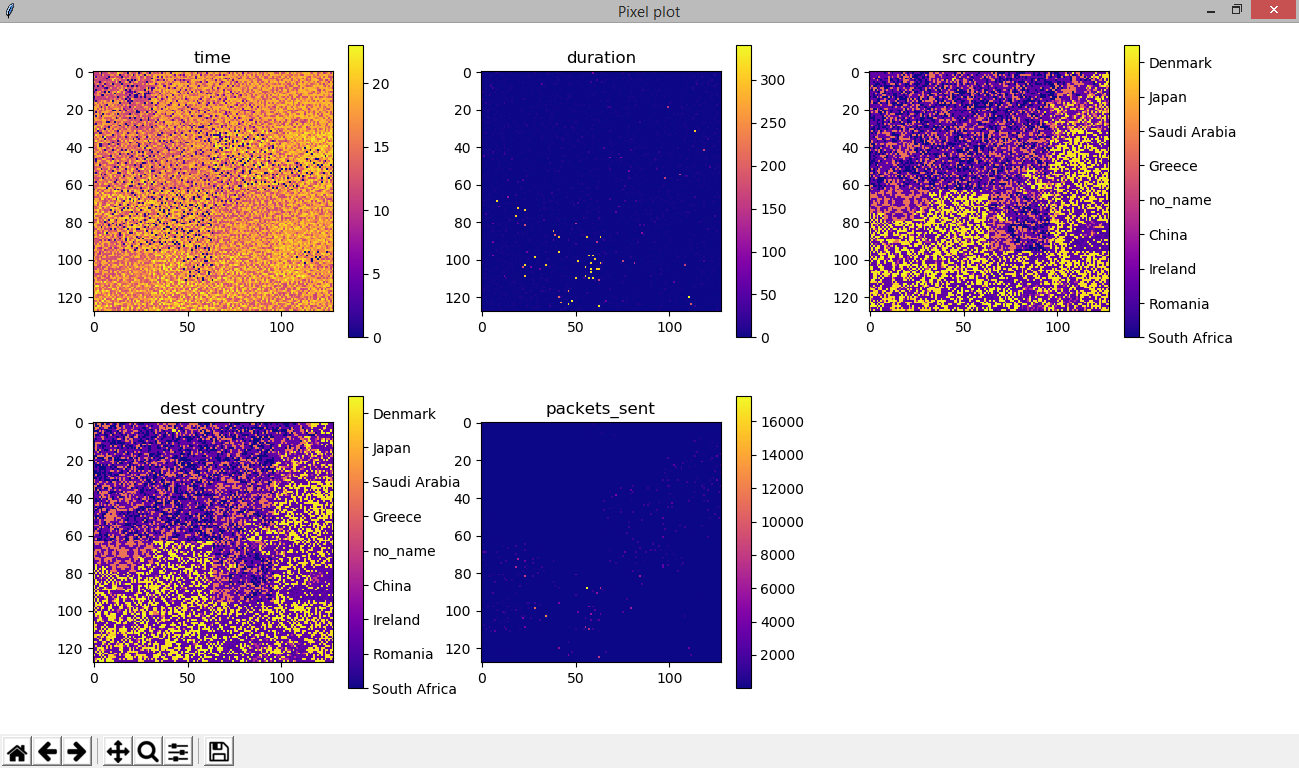 Pixel plot
time
0
20
40
60
80
100
120
0
50
100
20
15
10
5
0
duration
0
20
40
60
80
100
120
0
50
100
300
250
200
150
100
50
0
src country
0
20
40
60
80
100
120
0
50
100
Denmark
Japan
Saudi Arabia
Greece
no_name
China
Ireland
Romania
South Africa
dest country
0
20
40
60
80
100
120
0
50
100
Denmark
Japan
Saudi Arabia
Greece
no_name
China
Ireland
Romania
South Africa
packets_sent
0
20
40
60
80
100
120
0
50
100
16000
14000
12000
10000
8000
6000
4000
2000